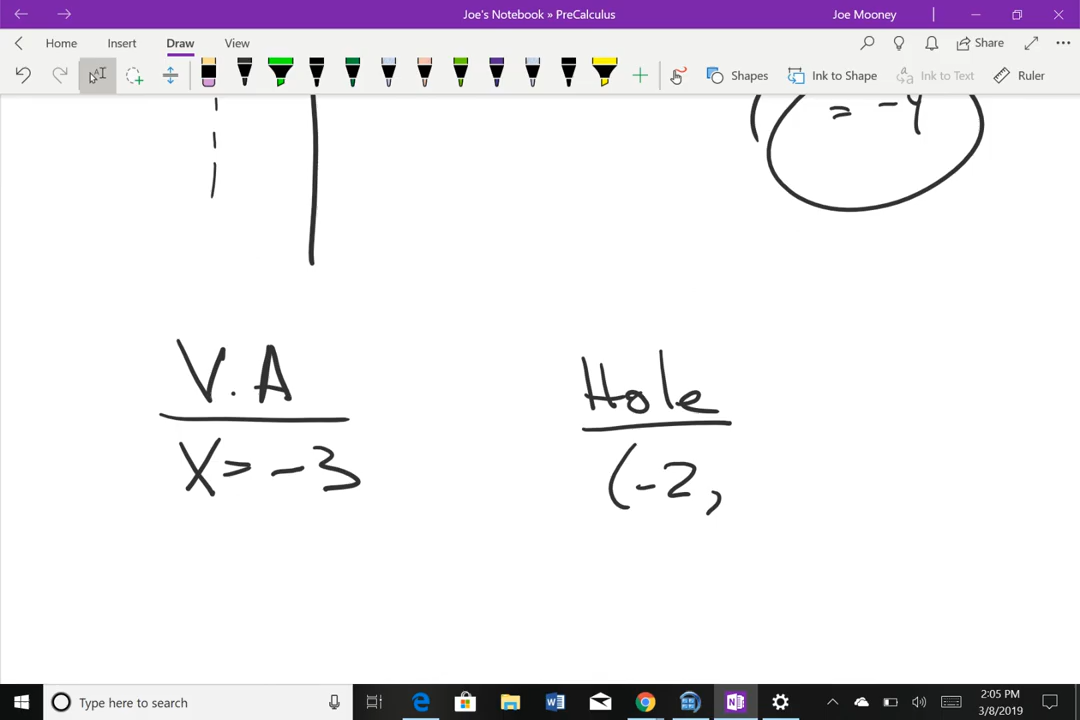 Joe's Notebook » PreCalculus
Joe Mooney
Home Insert Draw View
Share
Shapes
Ink to Shape
Ink to Text
Ruler
= -4
V.A
X = -3
Hole
(-2,
Type here to search
2:05 PM
3/8/2019